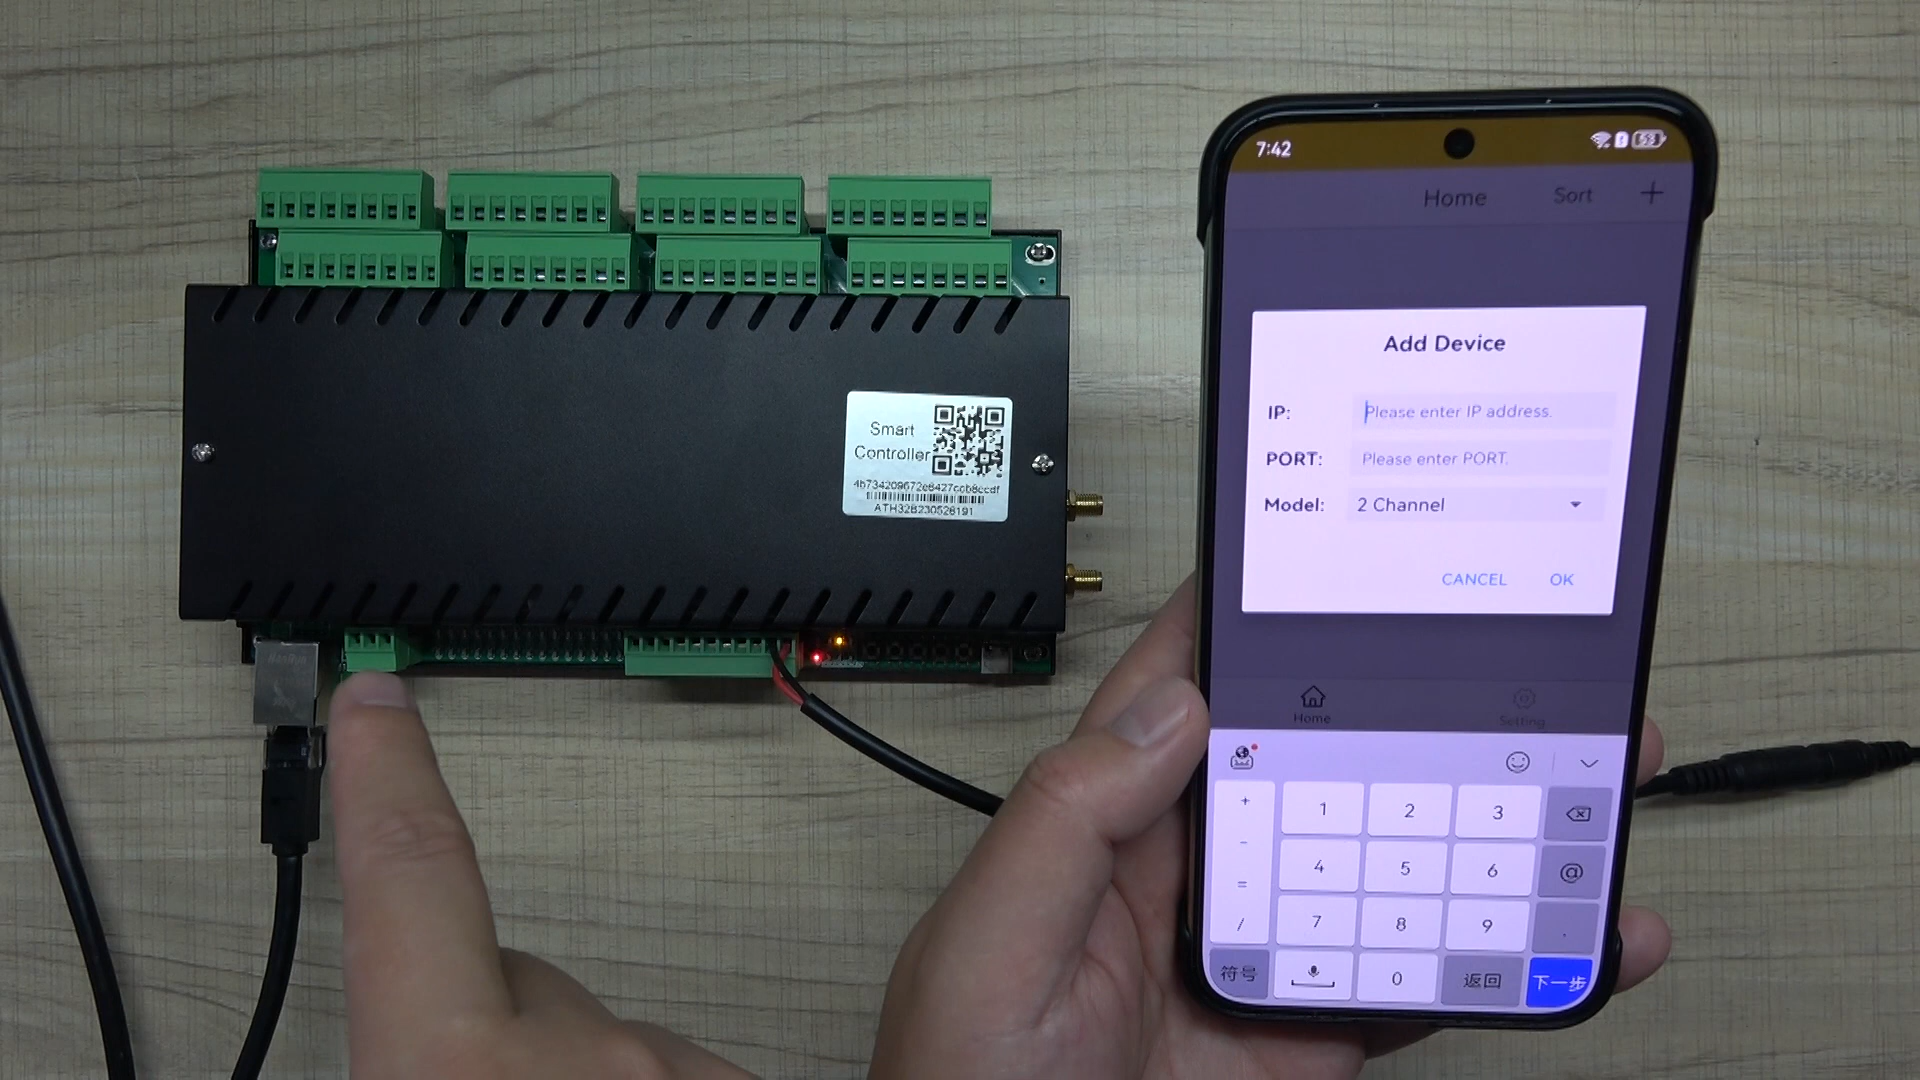 7:42
53
Home
Sort
+
Add Device
IP:
Please enter IP address.
PORT:
Please enter PORT.
Model:
2 Channel
CANCEL
OK
Home
Setting
Smart
Controller
ATH32B230526191
+
1
2
3
-
4
5
6
@
=
7
8
9
.
/
符号
0
返回
下一步